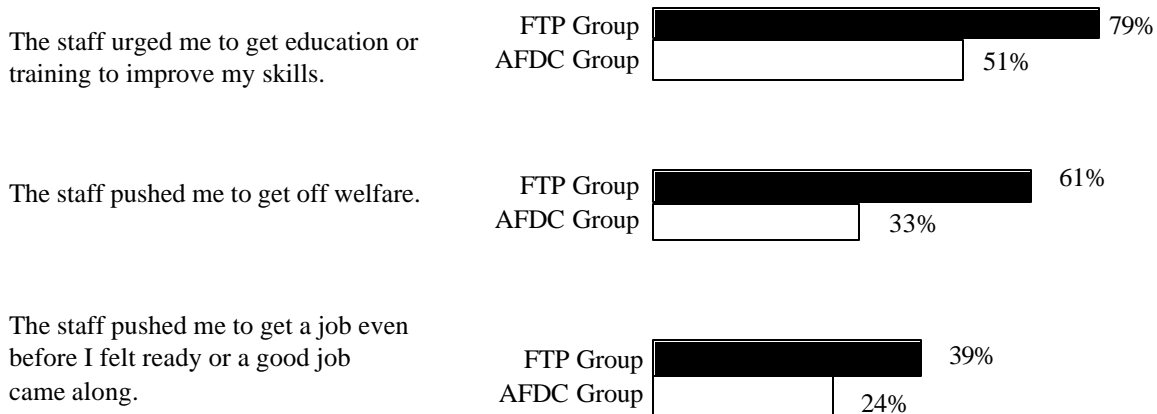 FTP Group 79%
The staff urged me to get education or
training to improve my skills.
AFDC Group 51%
FTP Group 61%
The staff pushed me to get off welfare.
AFDC Group 33%
The staff pushed me to get a job even
before I felt ready or a good job
came along.
FTP Group 39%
AFDC Group 24%